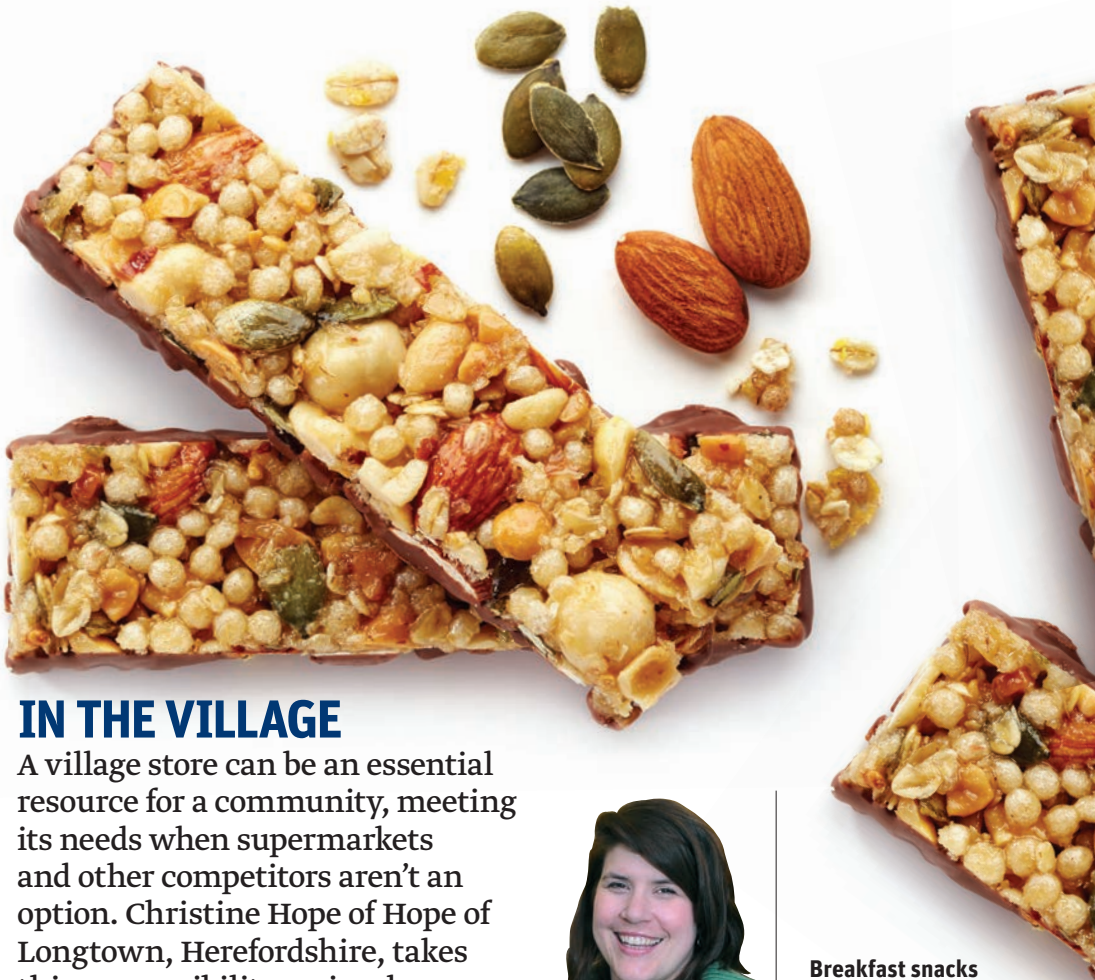 IN THE VILLAGE
A village store can be an essential
resource for a community, meeting
its needs when supermarkets
and other competitors aren’t an
option. Christine Hope of Hope of
Longtown, Herefordshire, takes
Breakfast snacks